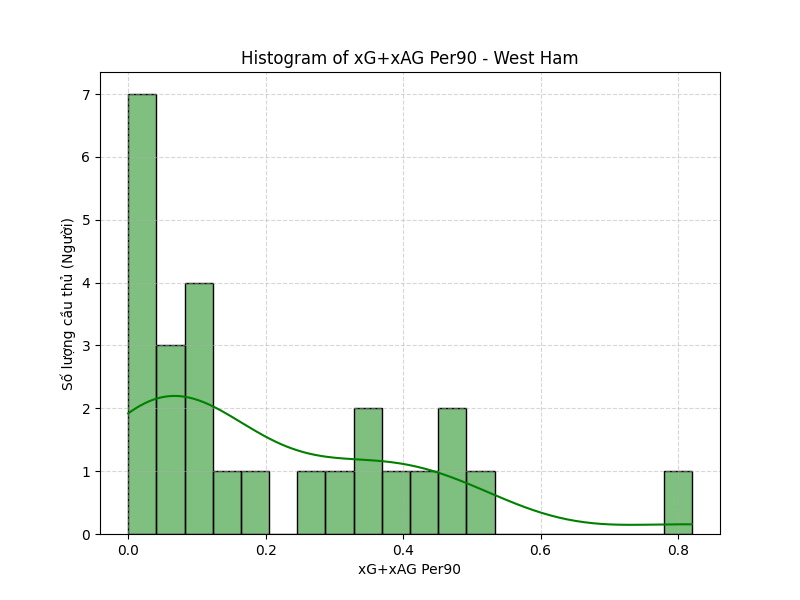 Histogram of xG+xAG Per90 - West Ham
Số lượng cầu thủ (Người)
7
6
5
4
3
2
1
0
0.0 0.2 0.4 0.6 0.8
xG+xAG Per90